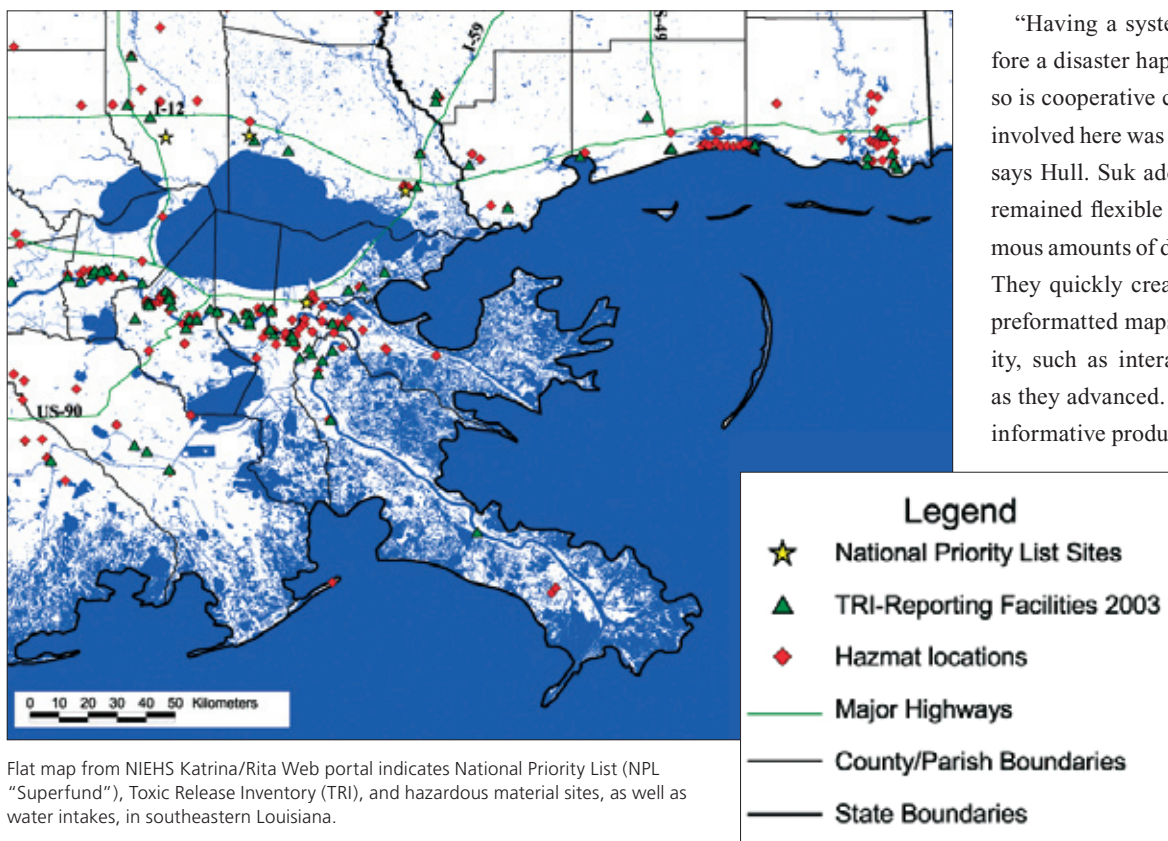 I-59
S-49
I-12
US-90
0 10 20 30 40 50 Kilometers
Flat map from NIEHS Katrina/Rita Web portal indicates National Priority List (NPL
“Superfund”), Toxic Release Inventory (TRI), and hazardous material sites, as well as
water intakes, in southeastern Louisiana.
“Having a syste
fore a disaster hap
so is cooperative
involved here was
says Hull. Suk
remained flexible
mous amounts of
They quickly crea
preformatted maps
ity, such as intera
as they advanced.
informative produ
Legend
National Priority List Sites
TRI-Reporting Facilities 2003
Hazmat locations
Major Highways
County/Parish Boundaries
State Boundaries